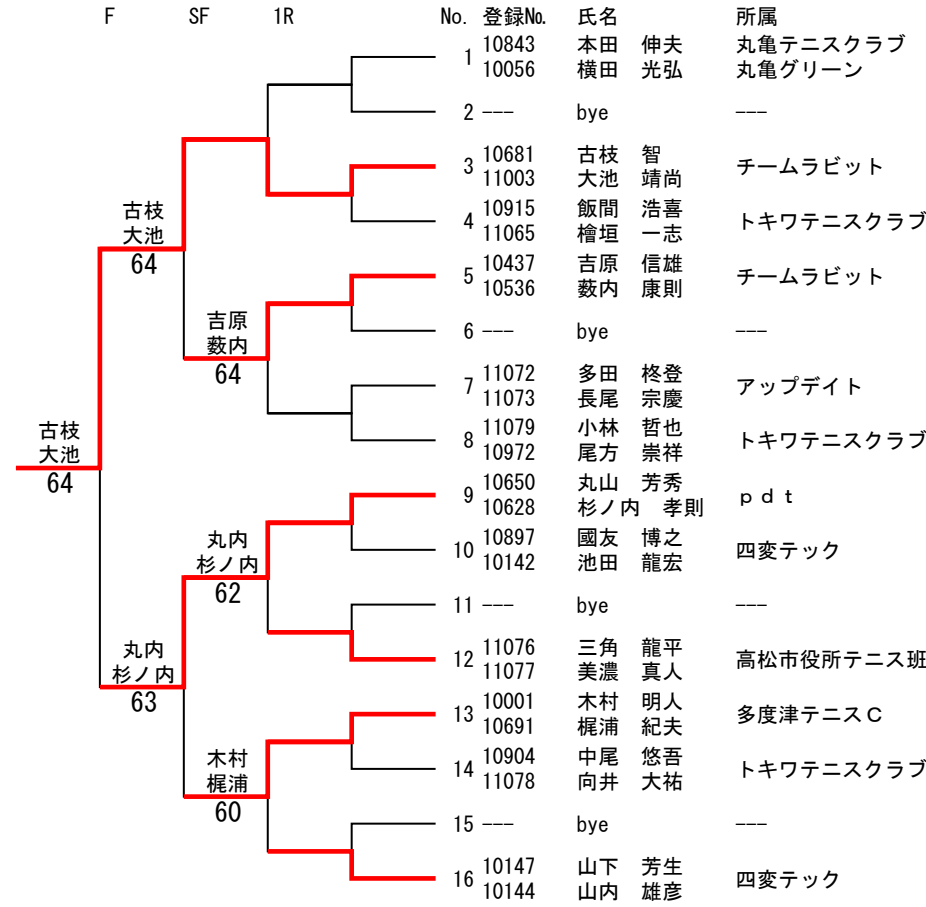 F SF 1R No. 登録No. 氏名 所属
1 10843 本田 伸夫 丸亀テニスクラブ
10056 横田 光弘 丸亀グリーン
2 --- bye ---
3 10681 古枝 智 チームラビット
11003 大池 靖尚
4 10915 飯間 浩喜 トキワテニスクラブ
11065 檜垣 一志
古枝
大池
64
5 10437 吉原 信雄 チームラビット
10536 薮内 康則
6 --- bye ---
吉原
薮内
64
7 11072 多田 柊登 アップデイト
11073 長尾 宗慶
8 11079 小林 哲也 トキワテニスクラブ
10972 尾方 崇祥
古枝
大池
64
9 10650 丸山 芳秀 ｐｄｔ
10628 杉ノ内 孝則
10 10897 國友 博之 四変テック
10142 池田 龍宏
丸内
杉ノ内
62
11 --- bye ---
12 11076 三角 龍平 高松市役所テニス班
11077 美濃 真人
丸内
杉ノ内
63
13 10001 木村 明人 多度津テニスＣ
10691 梶浦 紀夫
14 10904 中尾 悠吾 トキワテニスクラブ
11078 向井 大祐
木村
梶浦
60
15 --- bye ---
16 10147 山下 芳生 四変テック
10144 山内 雄彦